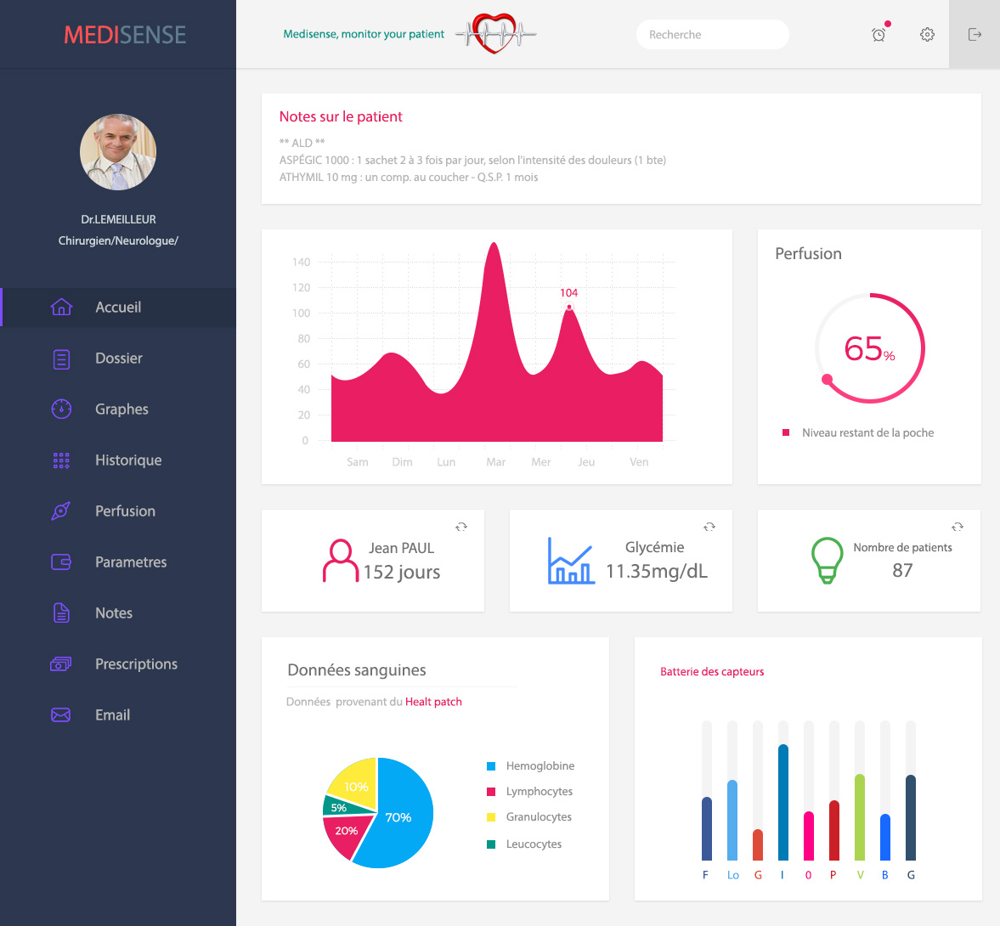 MEDISENSE
Medisense, monitor your patient
Recherche
Dr.LEMEILLEUR
Chirurgien/Neurologue/
Accueil
Dossier
Graphes
Historique
Perfusion
Parametres
Notes
Prescriptions
Email
Notes sur le patient
** ALD **
ASPÉGIC 1000 : 1 sachet 2 à 3 fois par jour, selon l'intensité des douleurs (1 bte)
ATHYMIL 10 mg : un comp. au coucher - Q.S.P. 1 mois
140
120
100
80
60
40
20
0
104
Sam Dim Lun Mar Mer Jeu Ven
Perfusion
65%
Niveau restant de la poche
Jean PAUL
152 jours
Glycémie
11.35mg/dL
Nombre de patients
87
Données sanguines
Données provenant du Healt patch
10%
5%
20%
70%
Hemoglobine
Lymphocytes
Granulocytes
Leucocytes
Batterie des capteurs
F Lo G I 0 P V B G